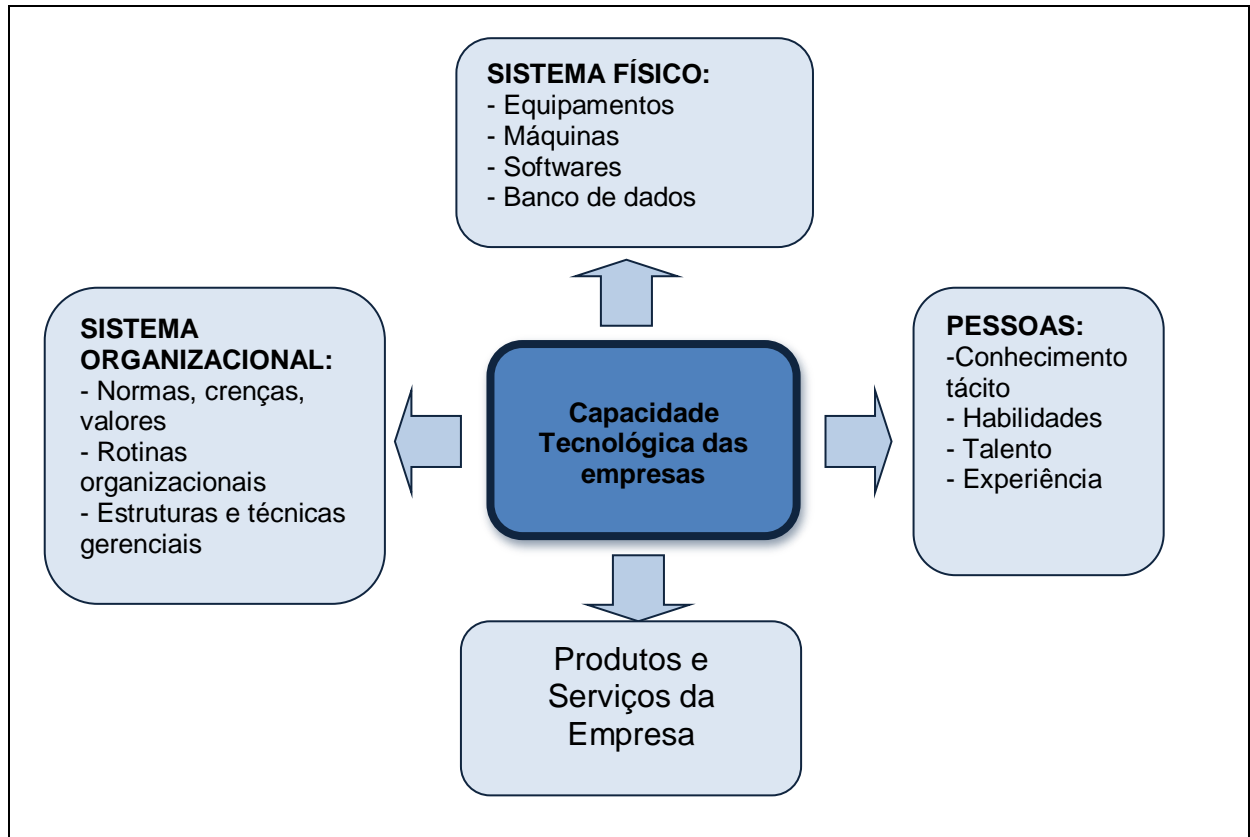 SISTEMA FÍSICO:
- Equipamentos
- Máquinas
- Softwares
- Banco de dados
SISTEMA
ORGANIZACIONAL:
- Normas, crenças,
valores
- Rotinas
organizacionais
- Estruturas e técnicas
gerenciais
Capacidade
Tecnológica das
empresas
PESSOAS:
-Conhecimento
tácito
- Habilidades
- Talento
- Experiência
Produtos e
Serviços da
Empresa